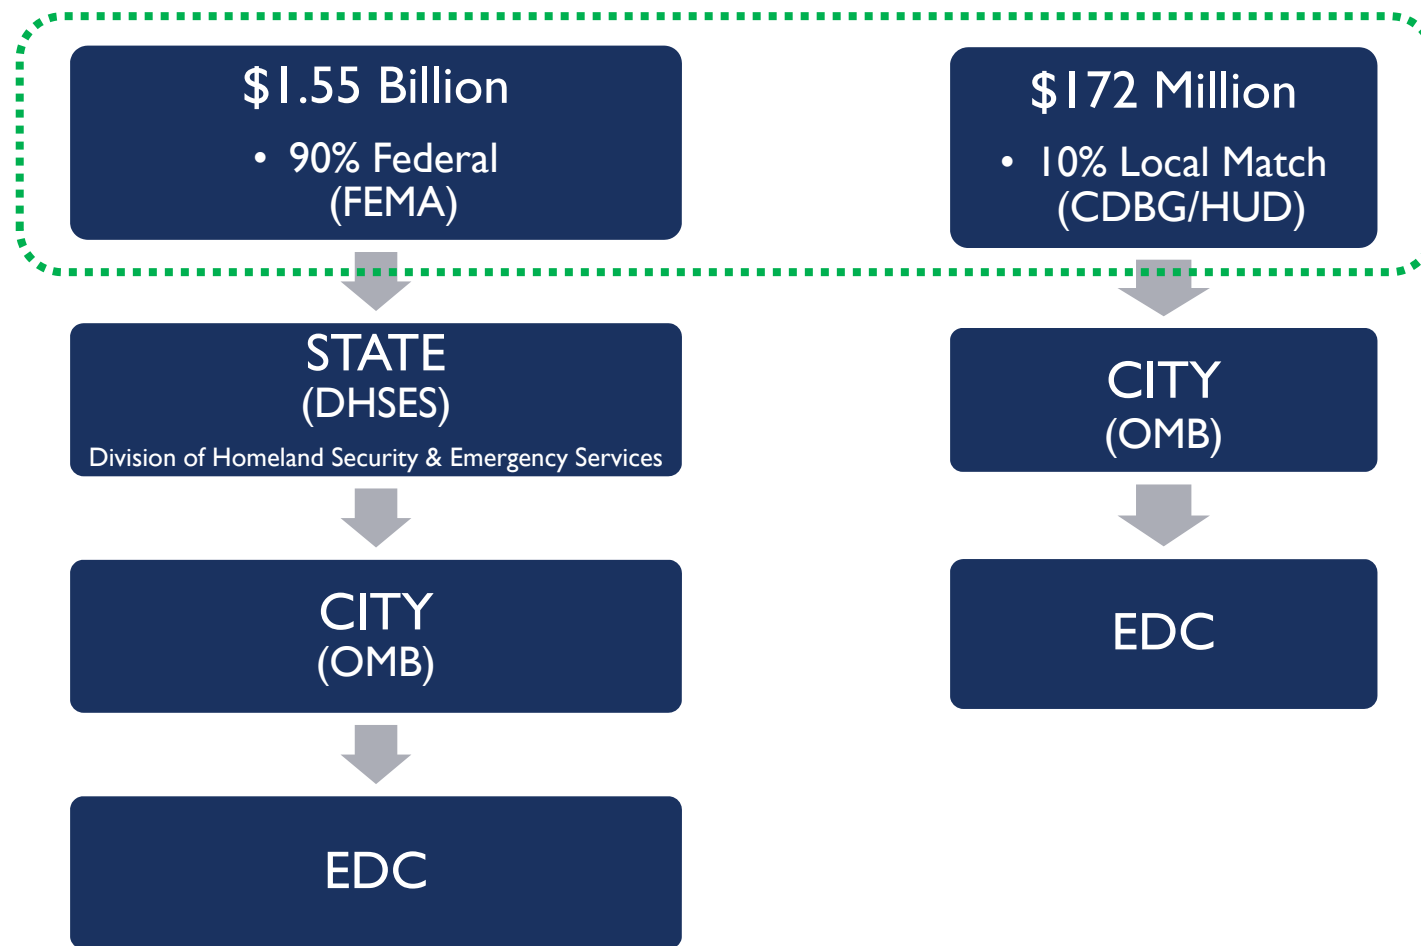 $1.55 Billion
• 90% Federal
(FEMA)
STATE
(DHSES)
Division of Homeland Security & Emergency Services
CITY
(OMB)
EDC
$172 Million
• 10% Local Match
(CDBG/HUD)
CITY
(OMB)
EDC